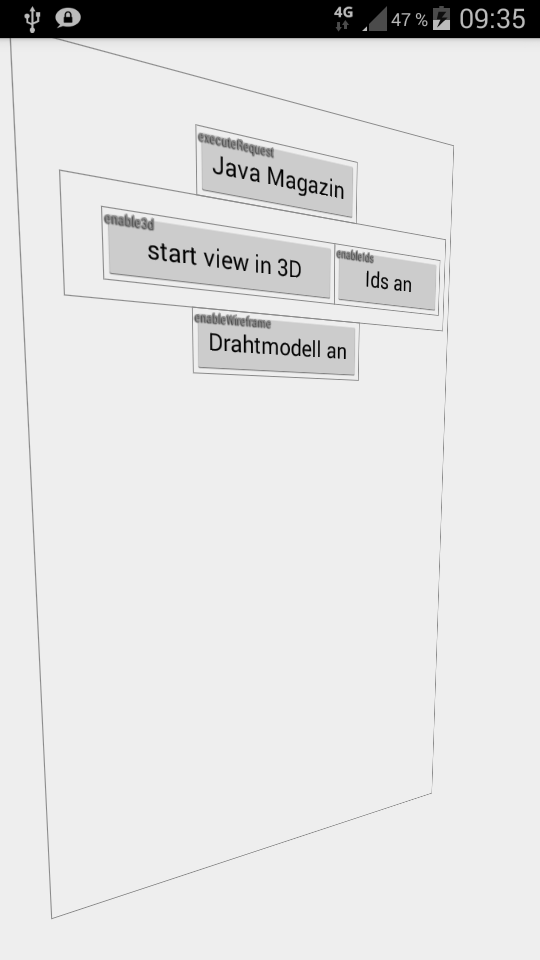 4G 47 % 09:35
executeRequest
Java Magazin
enable3d
start view in 3D
enableIds
Ids an
enableWireframe
Drahtmodell an